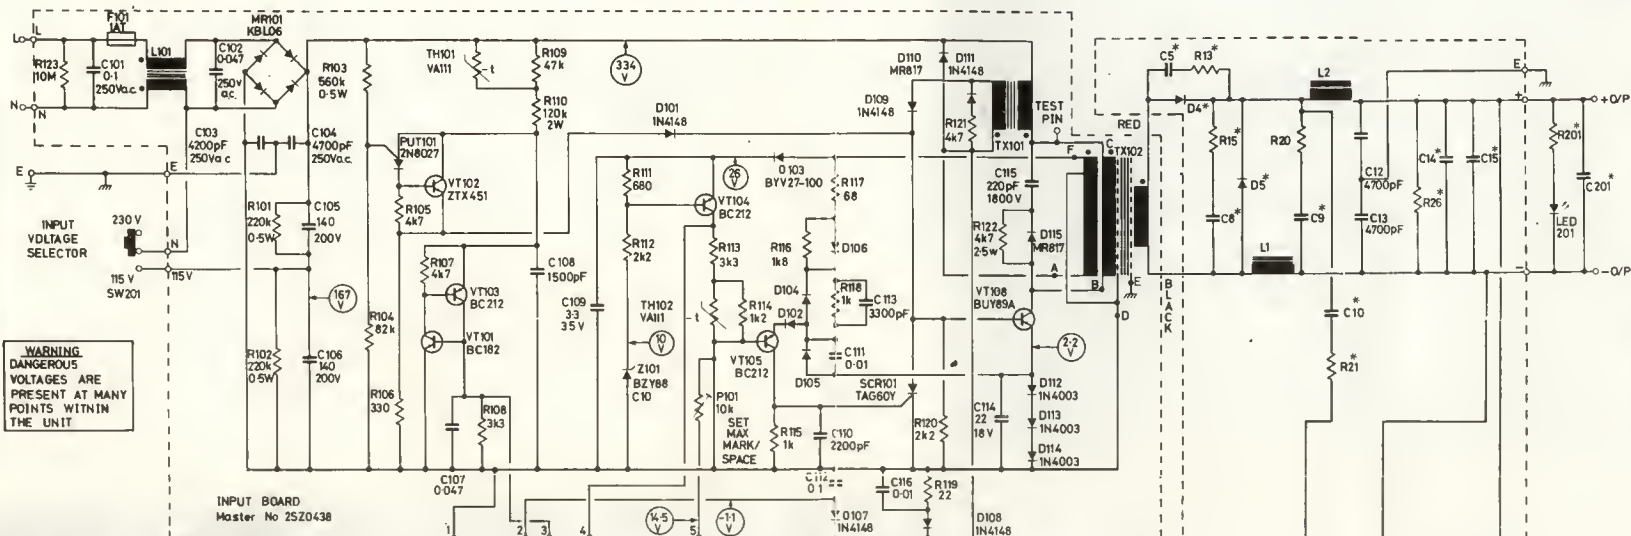 F101
1AT
L
L
R123
10M
C101
0·1
250Va.c.
N
N
L101
C102
0·047
250V
a.c.
MR101
KBL06
R103
560k
0·5W
C103
4200pF
250Va.c
C104
4700pF
250Va.c
E
E
INPUT
VOLTAGE
SELECTOR
230 V
N
115 V
115 V
SW201
R101
220k
0·5W
C105
140
200V
167
V
R102
220k
0·5W
C106
140
200V
R104
82k
WARNING
DANGEROUS
VOLTAGES ARE
PRESENT AT MANY
POINTS WITHIN
THE UNIT
INPUT BOARD
Master No 2SZ0438
TH101
VA111
-t
R109
47k
R110
120k
2W
334
V
D101
1N4148
PUT101
2N8027
VT102
ZTX451
R105
4k7
R107
4k7
VT103
BC212
VT101
BC182
C108
1500pF
R106
330
R108
3k3
C107
0·047
C109
3·3
35V
R111
680
R112
2k2
10
V
Z101
BZY88
C10
26
V
D103
BYV27-100
VT104
BC212
R113
3k3
TH102
VA111
-t
R114
1k2
P101
10k
SET
MAX
MARK/
SPACE
VT105
BC212
R115
1k
R116
1k8
R117
68
D106
D104
D102
R118
1k
C113
3300pF
C111
0·01
D105
C110
2200pF
C112
0·1
C116
0·01
R119
22
D107
1N4148
D108
1N4148
1
2
3
4
5
14·5
V
-1·1
V
SCR101
TAG60Y
R120
2k2
C114
22
18V
D112
1N4003
D113
1N4003
D114
1N4003
2·2
V
VT108
BUY89A
D110
MR817
D111
1N4148
D109
1N4148
R121
4k7
TX101
TEST
PIN
C115
220pF
1800V
R122
4k7
2·5W
D115
MR817
A
B
C
D
E
F
TX102
RED
BLACK
C5*
R13*
D4*
R15*
C8*
D5*
L1
L2
R20
C9*
C10*
R21*
C12
4700pF
C13
4700pF
C14*
R26*
C15*
E
+
-
R201*
LED
201
C201*
+O/P
-O/P